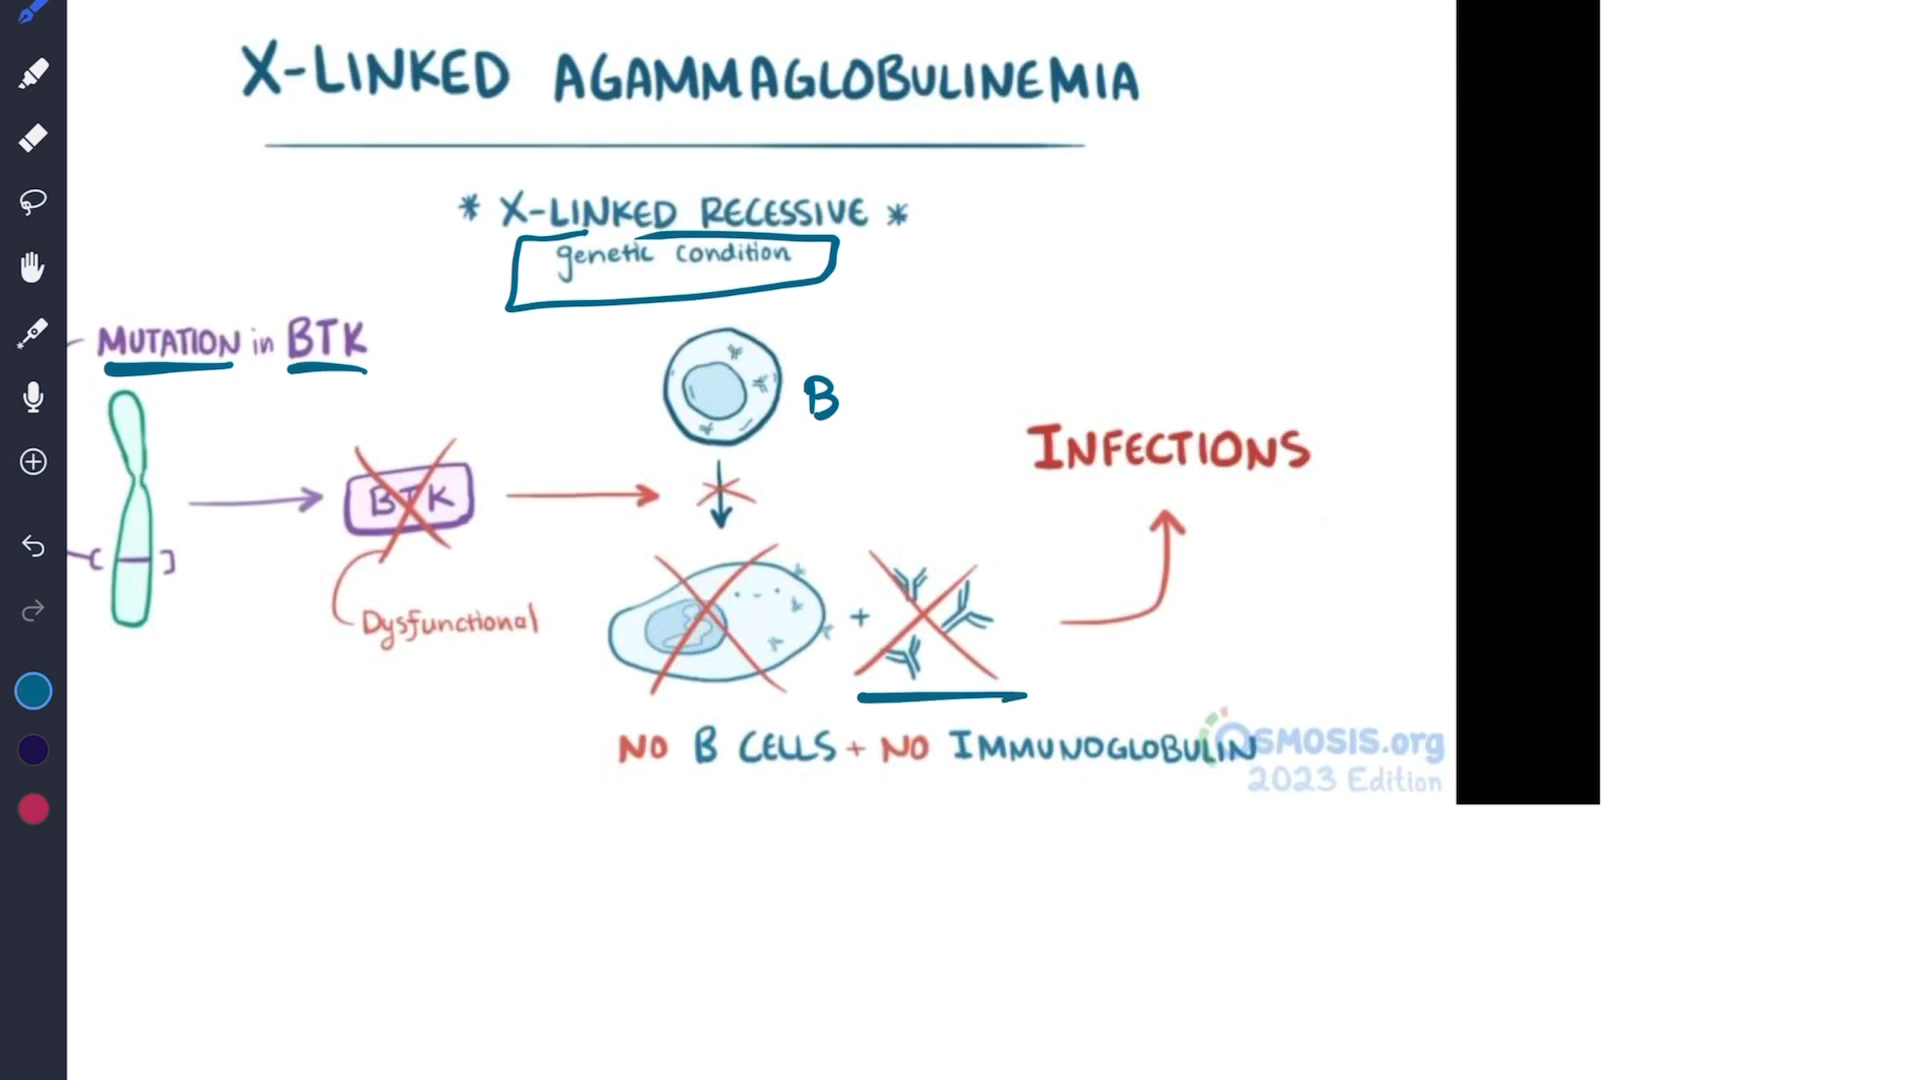 X-LINKED AGAMMAGLOBULINEMIA
* X-LINKED RECESSIVE *
genetic condition
MUTATION in BTK
B
INFECTIONS
BTK
Dysfunctional
+
NO B CELLS + NO IMMUNOGLOBULIN
OSMOSIS.org
2023 Edition